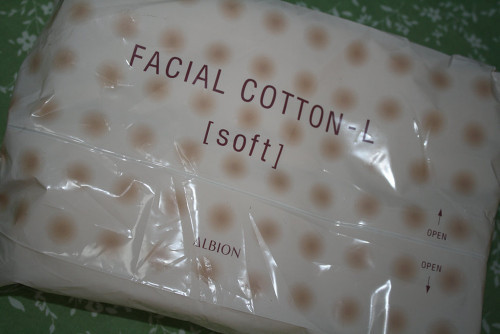 FACIAL COTTON-L
[soft]
OPEN
ALBION
OPEN